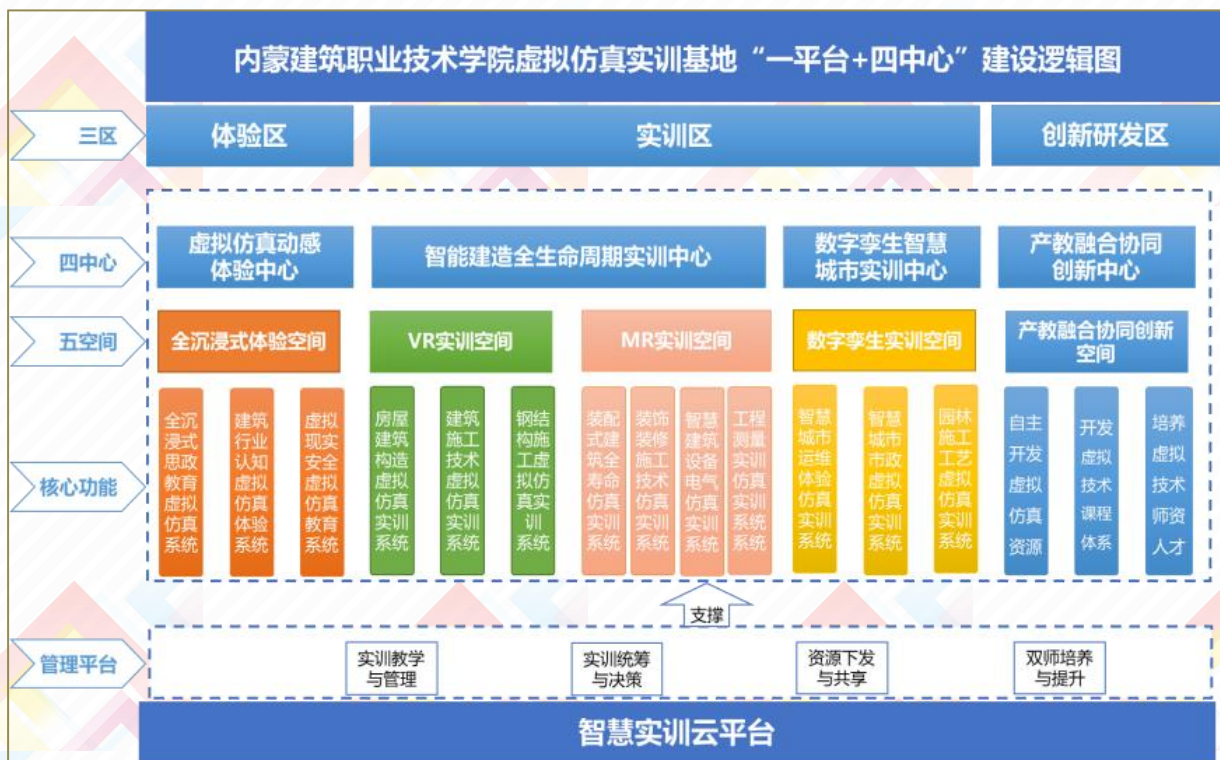 内蒙建筑职业技术学院虚拟仿真实训基地“一平台+四中心”建设逻辑图
三区
体验区
实训区
创新研发区
四中心
虚拟仿真动感
体验中心
智能建造全生命周期实训中心
数字孪生智慧
城市实训中心
产教融合协同
创新中心
五空间
全沉浸式体验空间
VR实训空间
MR实训空间
数字孪生实训空间
产教融合协同创新
空间
核心功能
全沉
浸式
思政
教育
虚拟
仿真
系统
建筑
行业
认知
虚拟
仿真
体验
系统
虚拟
现实
安全
虚拟
仿真
教育
系统
房屋
建筑
构造
虚拟
仿真
实训
系统
建筑
施工
技术
虚拟
仿真
实训
系统
钢结
构施
工虚
拟仿
真实
训
系统
装配
式建
筑全
寿命
仿真
实训
系统
装饰
装修
施工
技术
仿真
实训
系统
智慧
建筑
设备
电气
仿真
实训
系统
工程
测量
实训
仿真
实训
系统
系统
智慧
城市
运维
体验
仿真
实训
系统
智慧
城市
市政
虚拟
仿真
实训
系统
园林
施工
工艺
虚拟
仿真
实训
系统
自主
开发
虚拟
仿真
资源
开发
虚拟
技术
课程
体系
培养
虚拟
技术
师资
人才
支撑
管理平台
实训教学
与管理
实训统筹
与决策
资源下发
与共享
双师培养
与提升
智慧实训云平台